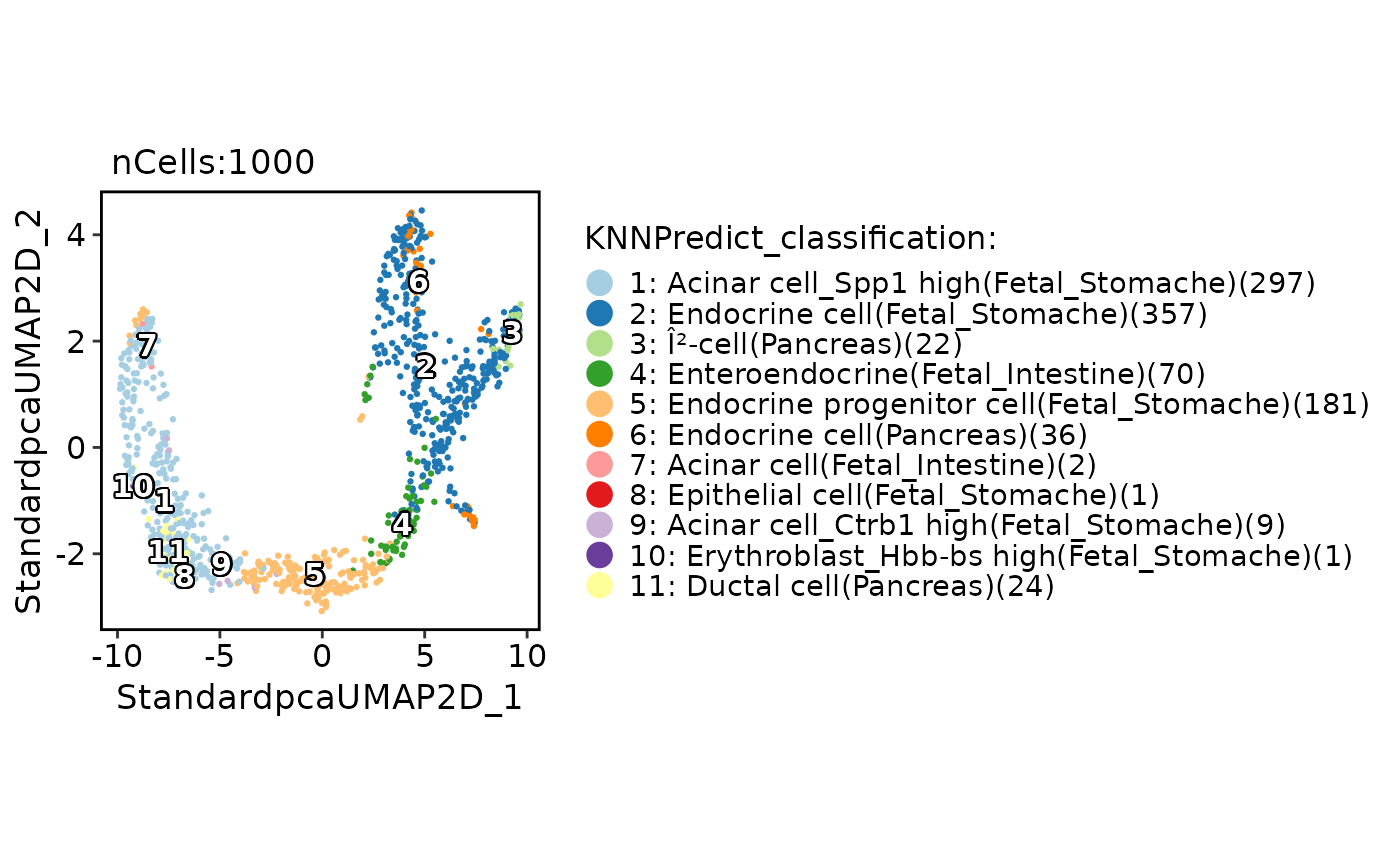 nCells:1000
StandardpcaUMAP2D_2
4
2
0
-2
6
3
7
2
10
1
4
11
9
8
5
-10
-5
0
5
10
StandardpcaUMAP2D_1
KNNPredict_classification:
1: Acinar cell_Spp1 high(Fetal_Stomache)(297)
2: Endocrine cell(Fetal_Stomache)(357)
3: Î²-cell(Pancreas)(22)
4: Enteroendocrine(Fetal_Intestine)(70)
5: Endocrine progenitor cell(Fetal_Stomache)(181)
6: Endocrine cell(Pancreas)(36)
7: Acinar cell(Fetal_Intestine)(2)
8: Epithelial cell(Fetal_Stomache)(1)
9: Acinar cell_Ctrb1 high(Fetal_Stomache)(9)
10: Erythroblast_Hbb-bs high(Fetal_Stomache)(1)
11: Ductal cell(Pancreas)(24)